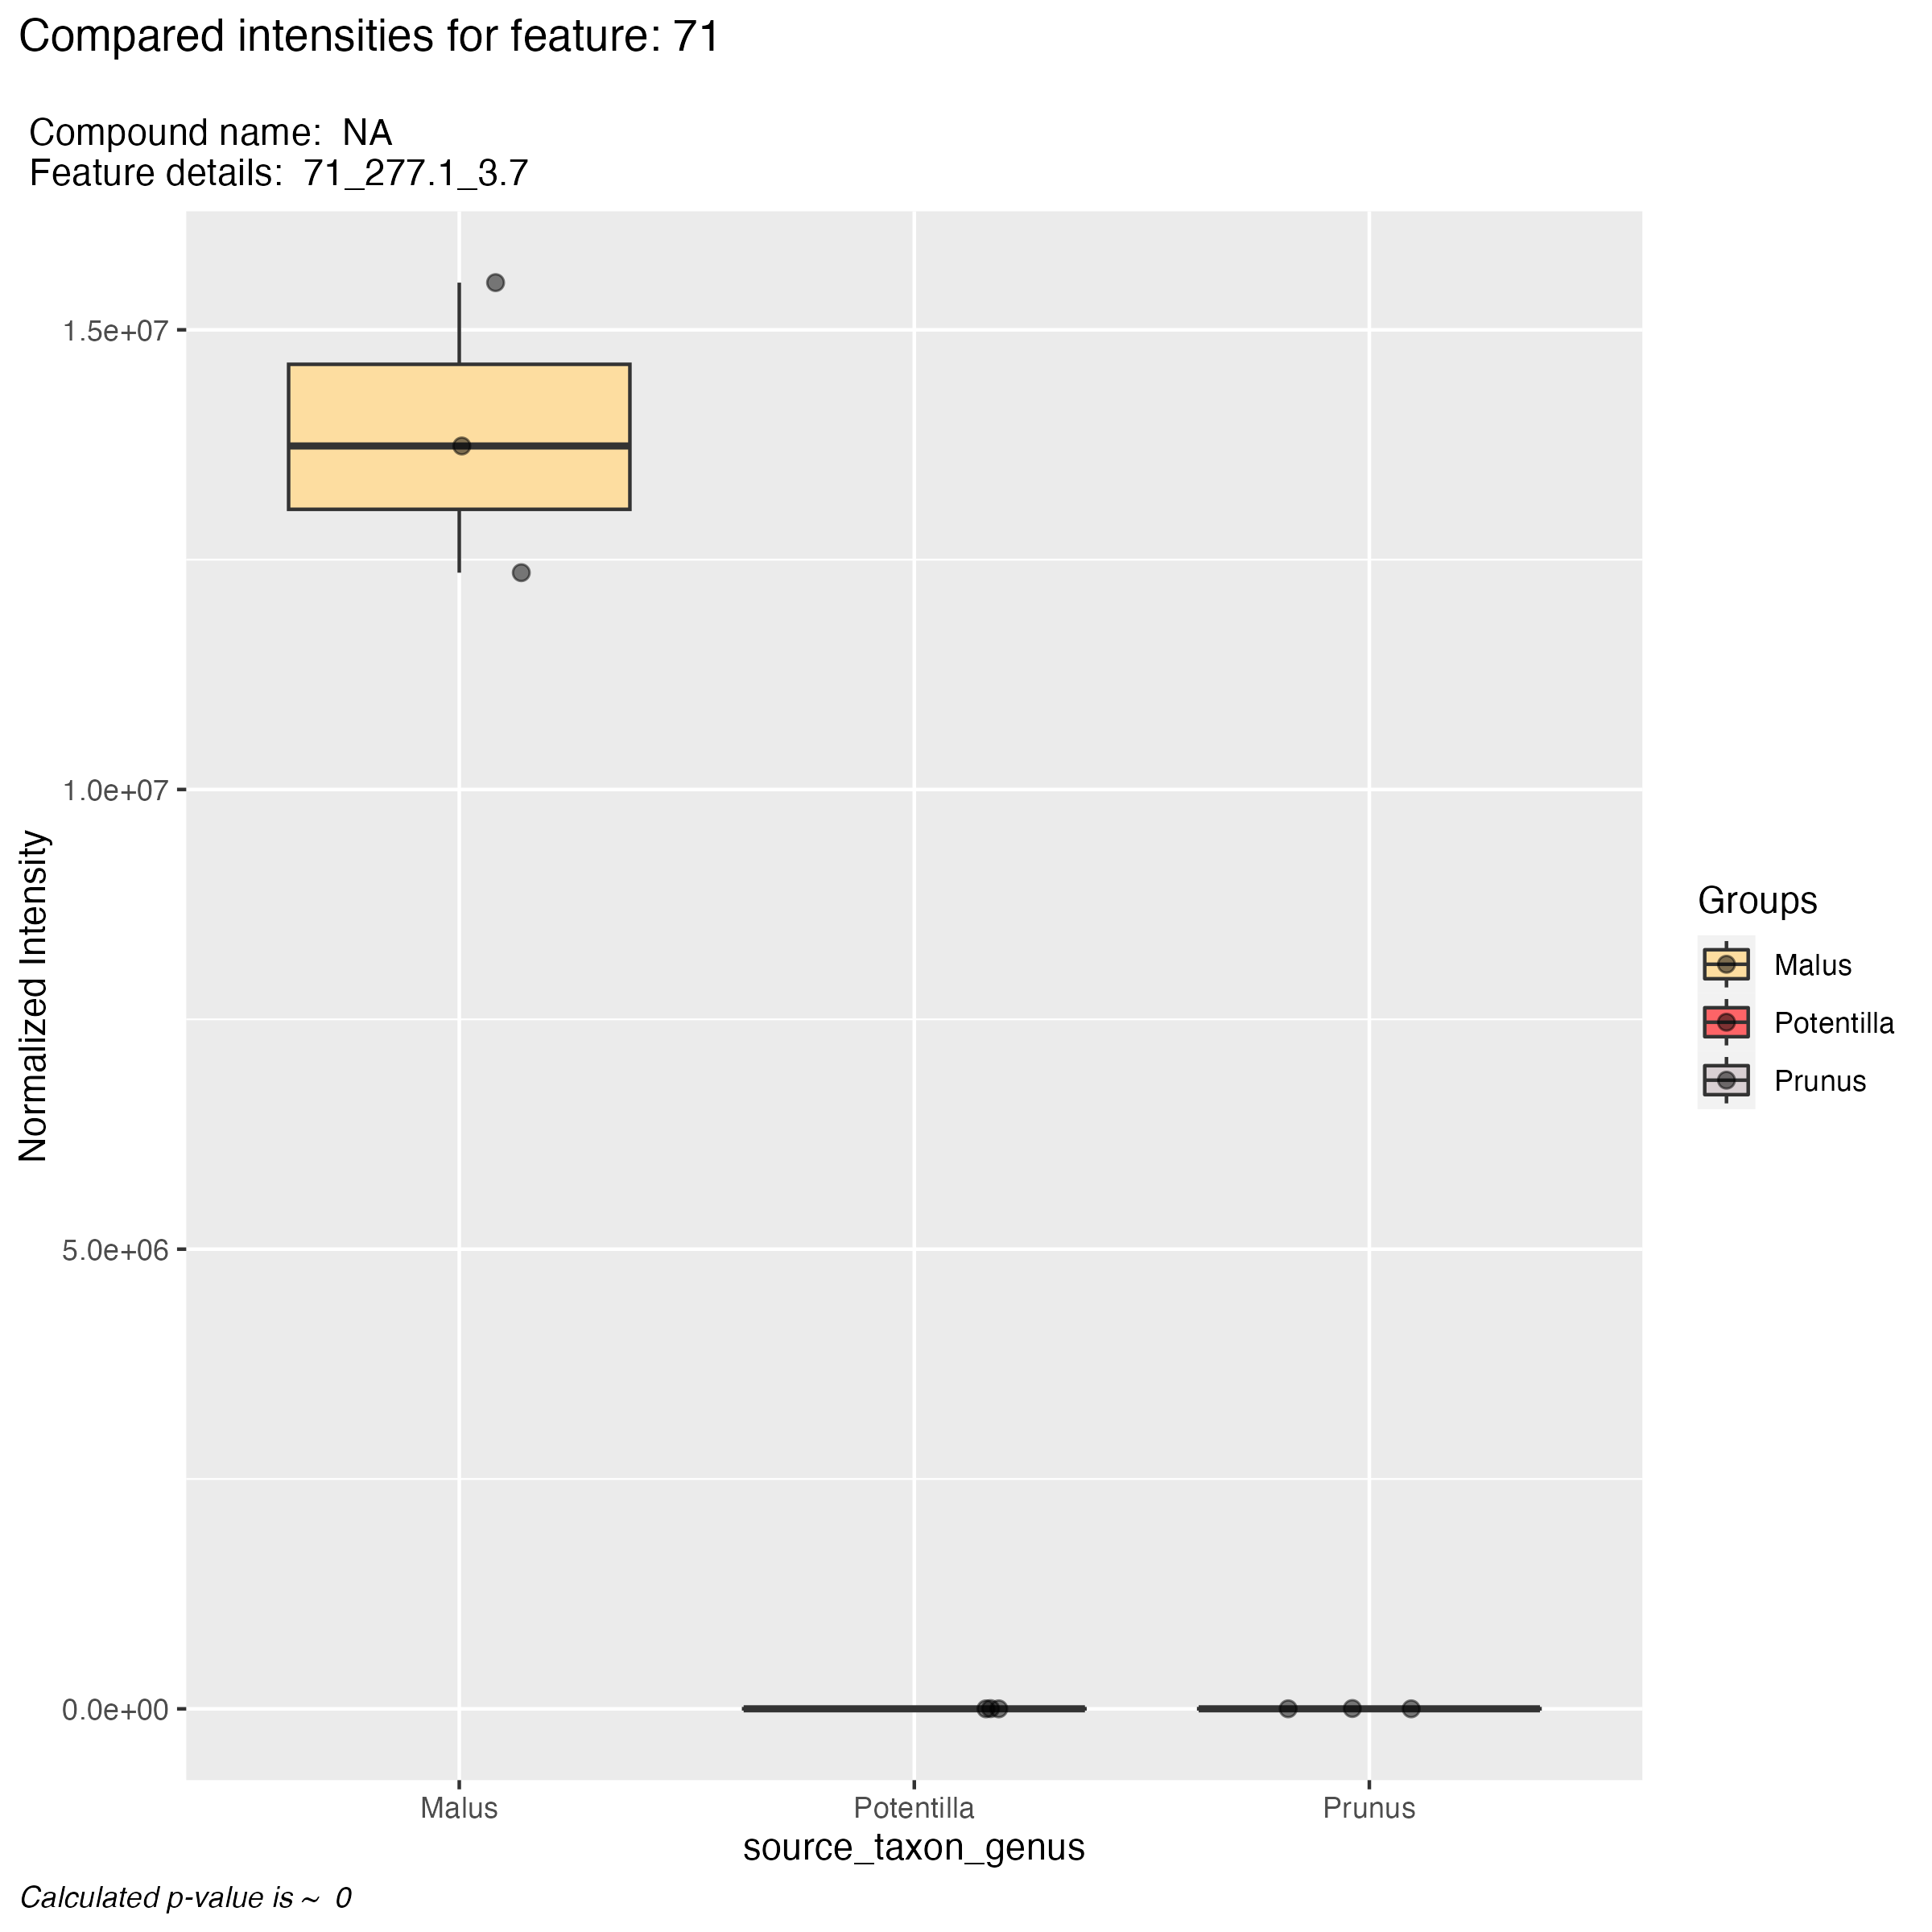 Compared intensities for feature: 71
Compound name: NA
Feature details: 71_277.1_3.7
1.5e+07
1.0e+07
5.0e+06
0.0e+00
Normalized Intensity
Malus
Potentilla
Prunus
source_taxon_genus
Groups
Malus
Potentilla
Prunus
Calculated p-value is ~ 0